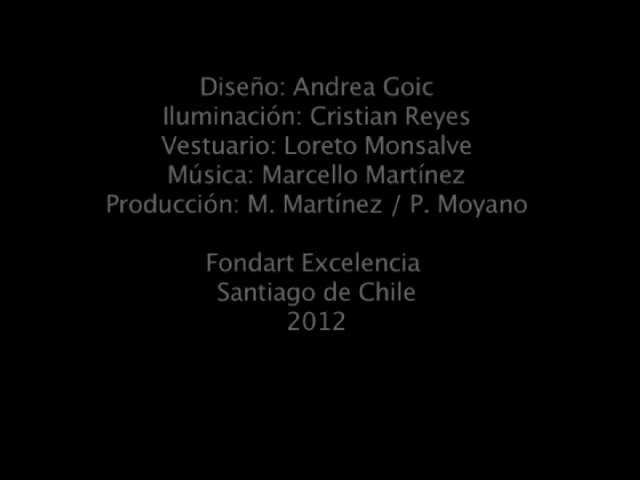 Diseño: Andrea Goic
Iluminación: Cristian Reyes
Vestuario: Loreto Monsalve
Música: Marcello Martínez
Producción: M. Martínez / P. Moyano
Fondart Excelencia
Santiago de Chile
2012